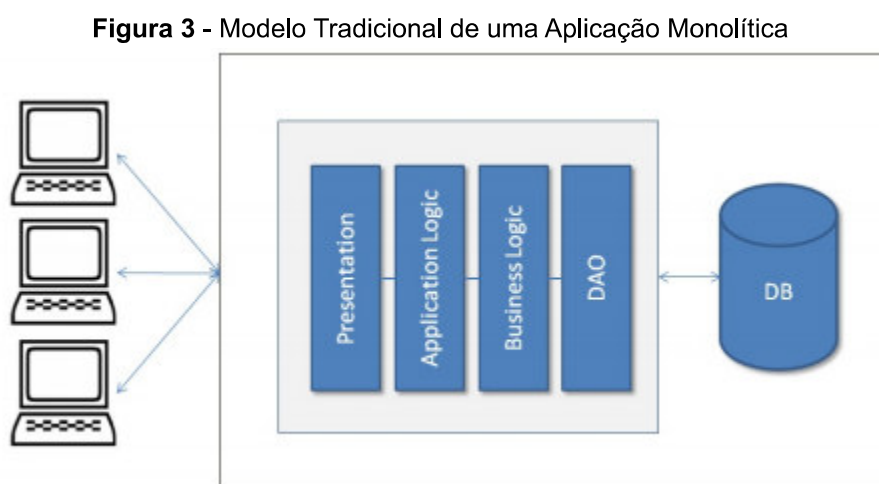 Figura 3 - Modelo Tradicional de uma Aplicação Monolítica
Presentation
Application Logic
Business Logic
DAO
DB